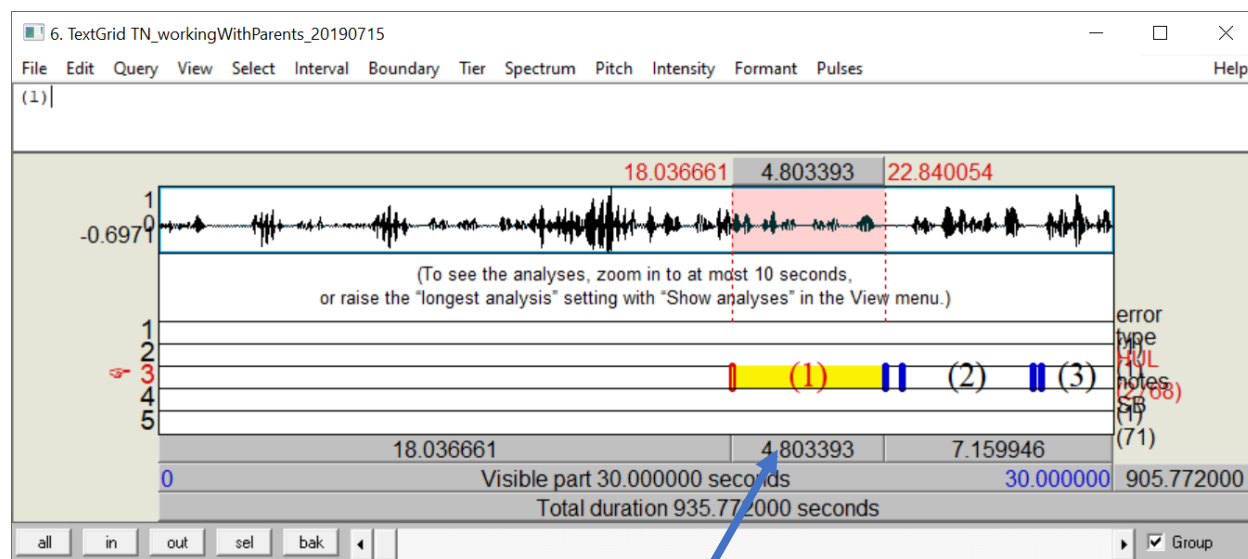 6. TextGrid TN_workingWithParents_20190715
File Edit Query View Select Interval Boundary Tier Spectrum Pitch Intensity Formant Pulses Help
(1)
18.036661 4.803393 22.840054
1
0
-0.6971
(To see the analyses, zoom in to at most 10 seconds,
or raise the “longest analysis” setting with “Show analyses” in the View menu.)
error
1 type
2 (1)
HUL
☞ 3 (1) (2) (3) (1)
notes
(2768)
4 SB
(1)
5
(71)
18.036661 4.803393 7.159946
0 Visible part 30.000000 seconds 30.000000 905.772000
Total duration 935.772000 seconds
all in out sel bak Group